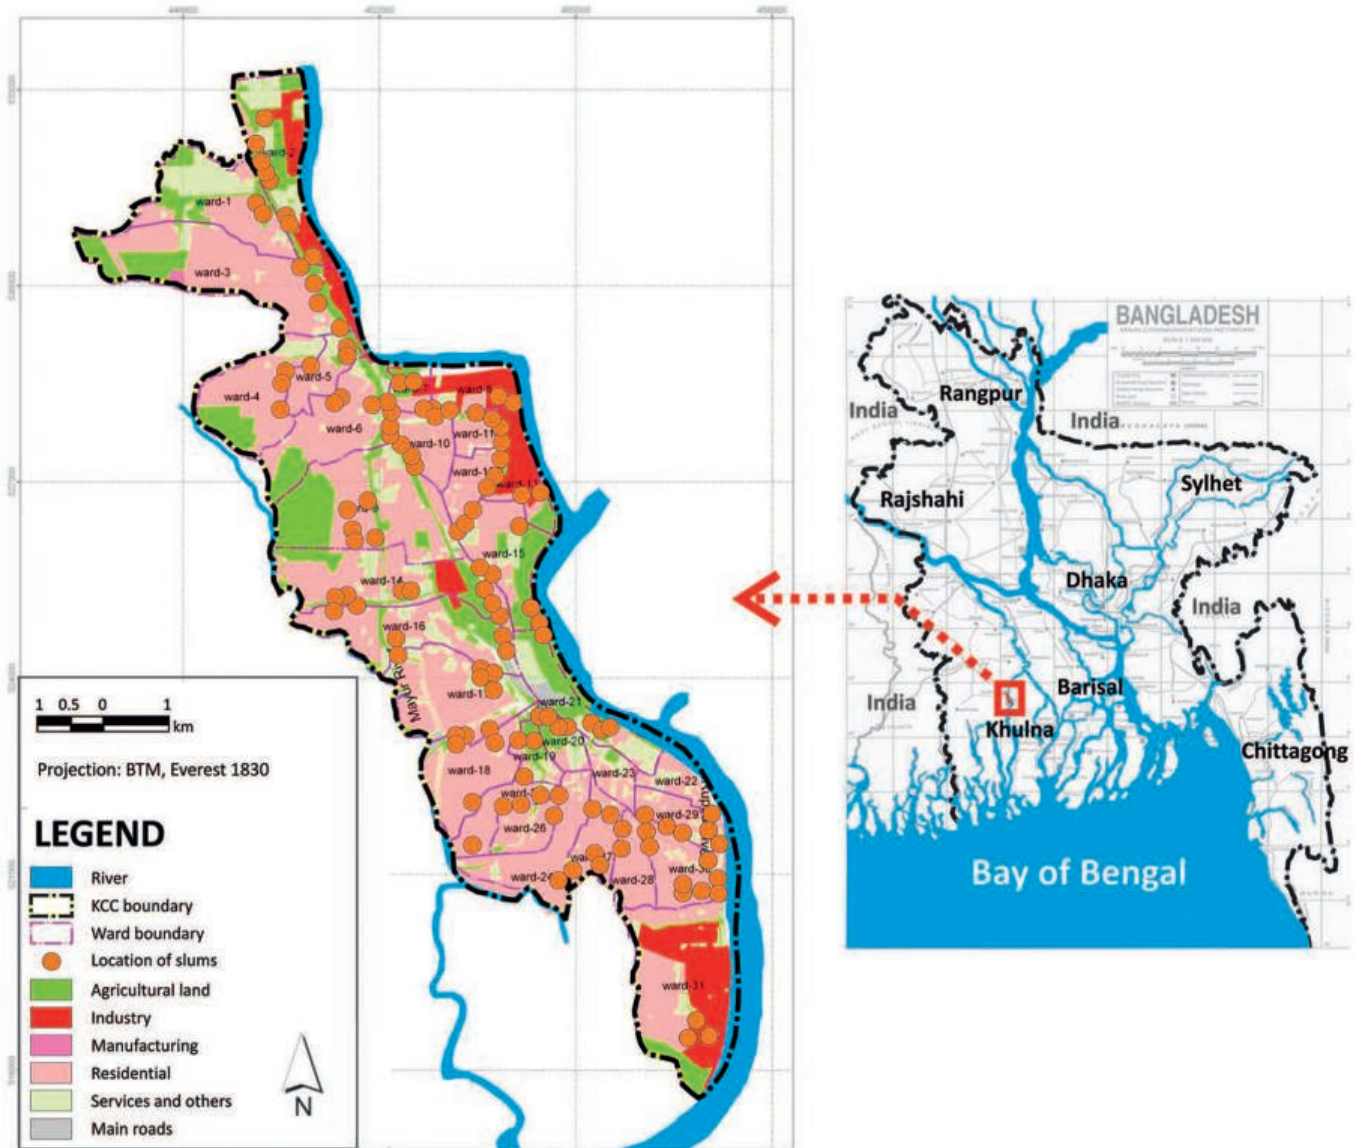 ward-2
ward-1
ward-3
ward-5
ward-4
ward-8
ward-6
ward-11
ward-10
ward-13
ward-15
ward-14
ward-16
Mayur Ri
ward-21
ward-20
ward-19
ward-18
ward-23
ward-22
ward-29
ward-26
ward-28
ward-24
ward-31
1 0.5 0 1
km
Projection: BTM, Everest 1830
LEGEND
River
KCC boundary
Ward boundary
Location of slums
Agricultural land
Industry
Manufacturing
Residential
Services and others
Main roads
N
BANGLADESH
Rangpur
India
India
Rajshahi
Sylhet
Dhaka
India
India
Barisal
Khulna
Chittagong
Bay of Bengal